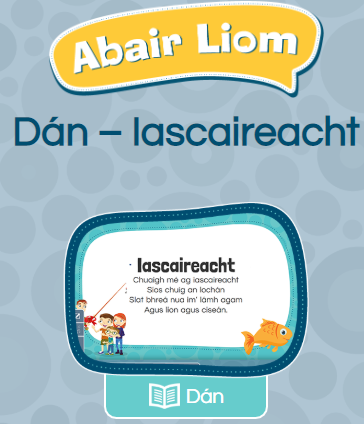 Abair Liom
Dán – Iascaireacht
Iascaireacht
Chuaigh mé ag iascaireacht
Síos chuig an lochán
Slat bhreá nua im' lámh agam
Agus líon agus ciseán.
Dán